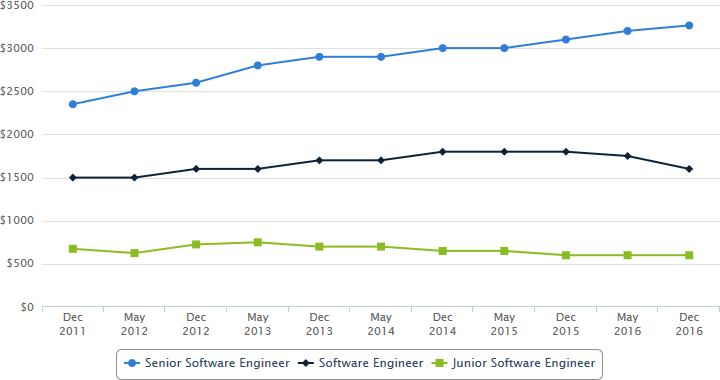 $3500
$3000
$2500
$2000
$1500
$1000
$500
$0
Dec May Dec May Dec May Dec May Dec May Dec
2011 2012 2012 2013 2013 2014 2014 2015 2015 2016 2016
Senior Software Engineer Software Engineer Junior Software Engineer